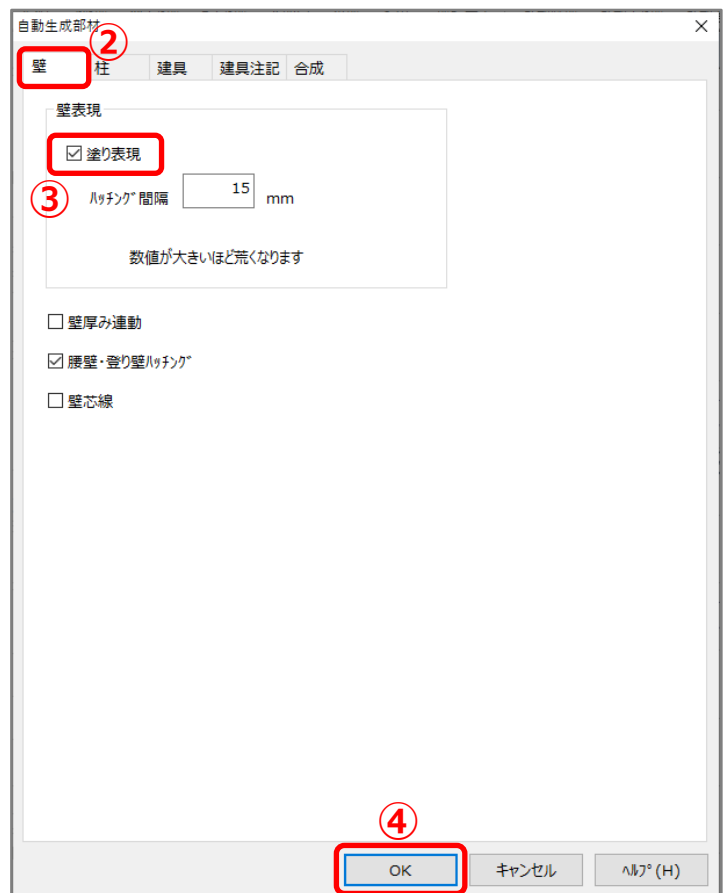 自動生成部材
②
壁 柱 建具 建具注記 合成
壁表現
塗り表現
③
ﾊｯﾁﾝｸﾞ間隔 15 mm
数値が大きいほど荒くなります
壁厚み連動
腰壁・登り壁ﾊｯﾁﾝｸﾞ
壁芯線
④
OK キャンセル ﾍﾙﾌﾟ(H)